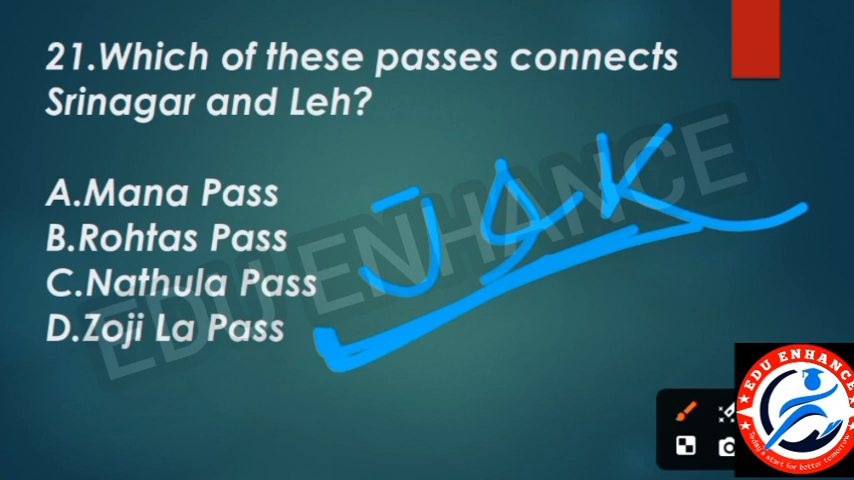 21.Which of these passes connects
Srinagar and Leh?
A.Mana Pass
B.Rohtas Pass
C.Nathula Pass
D.Zoji La Pass
J&K
EDU ENHANCE
EDU ENHANCE
Today's start for better tomorrow